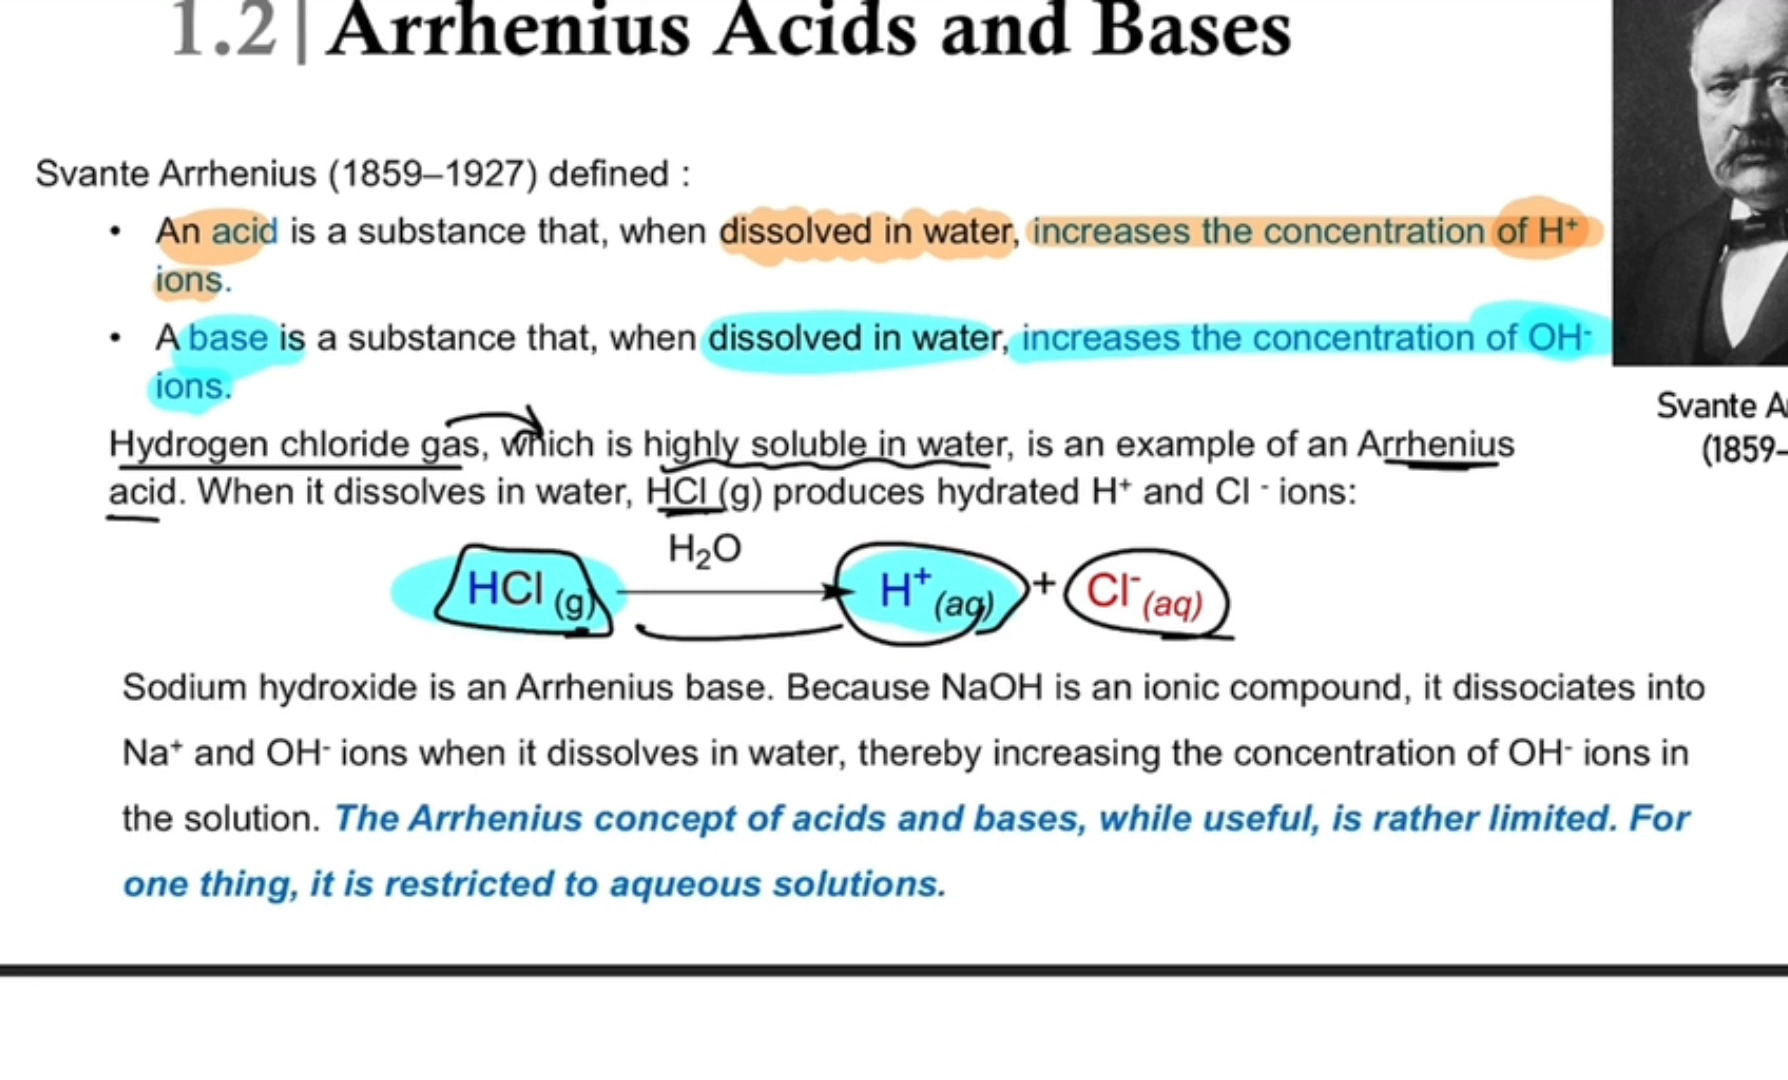 1.2| Arrhenius Acids and Bases
Svante Arrhenius (1859–1927) defined :
• An acid is a substance that, when dissolved in water, increases the concentration of H⁺
ions.
• A base is a substance that, when dissolved in water, increases the concentration of OH⁻
ions.
Svante A
(1859–
Hydrogen chloride gas, which is highly soluble in water, is an example of an Arrhenius
acid. When it dissolves in water, HCl (g) produces hydrated H⁺ and Cl ⁻ ions:
H₂O
HCl (g) → H⁺ (aq) + Cl⁻ (aq)
Sodium hydroxide is an Arrhenius base. Because NaOH is an ionic compound, it dissociates into
Na⁺ and OH⁻ ions when it dissolves in water, thereby increasing the concentration of OH⁻ ions in
the solution. The Arrhenius concept of acids and bases, while useful, is rather limited. For
one thing, it is restricted to aqueous solutions.